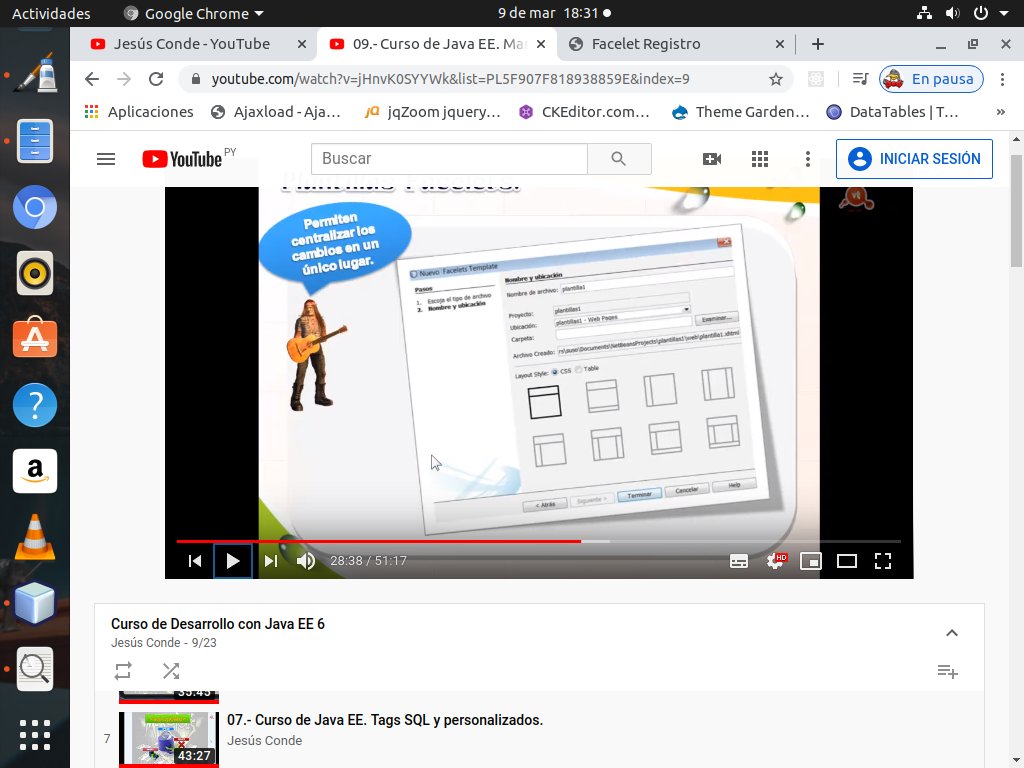 Actividades
Google Chrome
9 de mar 18:31
Jesús Conde - YouTube
09.- Curso de Java EE. Ma
Facelet Registro
youtube.com/watch?v=jHnvK0SYYWk&list=PL5F907F818938859E&index=9
En pausa
Aplicaciones
Ajaxload - Aja...
jqZoom jquery...
CKEditor.com...
Theme Garden...
DataTables | T...
»
YouTube PY
Buscar
INICIAR SESIÓN
Plantillas Facelets.
Permiten
centralizar los
cambios en un
único lugar.
Nuevo Facelets Template
Pasos
1. Escoja el tipo de archivo
2. Nombre y ubicación
Nombre y ubicación
Nombre de archivo: plantilla1
Proyecto: plantillas1
Ubicación: plantillas1 - Web Pages
Carpeta:
Examinar...
Archivo Creado: rs\suno\Documents\NetBeansProjects\plantillas1\web\plantilla1.xhtml
Layout Style: CSS Table
< Atrás
Siguiente >
Terminar
Cancelar
Help
28:38 / 51:17
HD
Curso de Desarrollo con Java EE 6
Jesús Conde - 9/23
35:45
7
43:27
07.- Curso de Java EE. Tags SQL y personalizados.
Jesús Conde